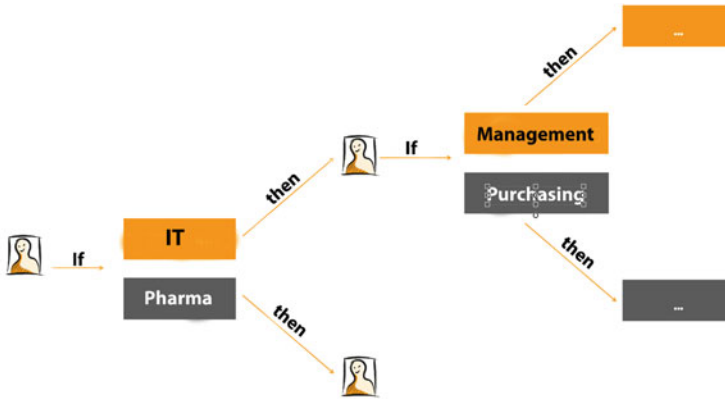 ...
then
Management
If
then
Purchasing
IT
If
then
Pharma
then
...